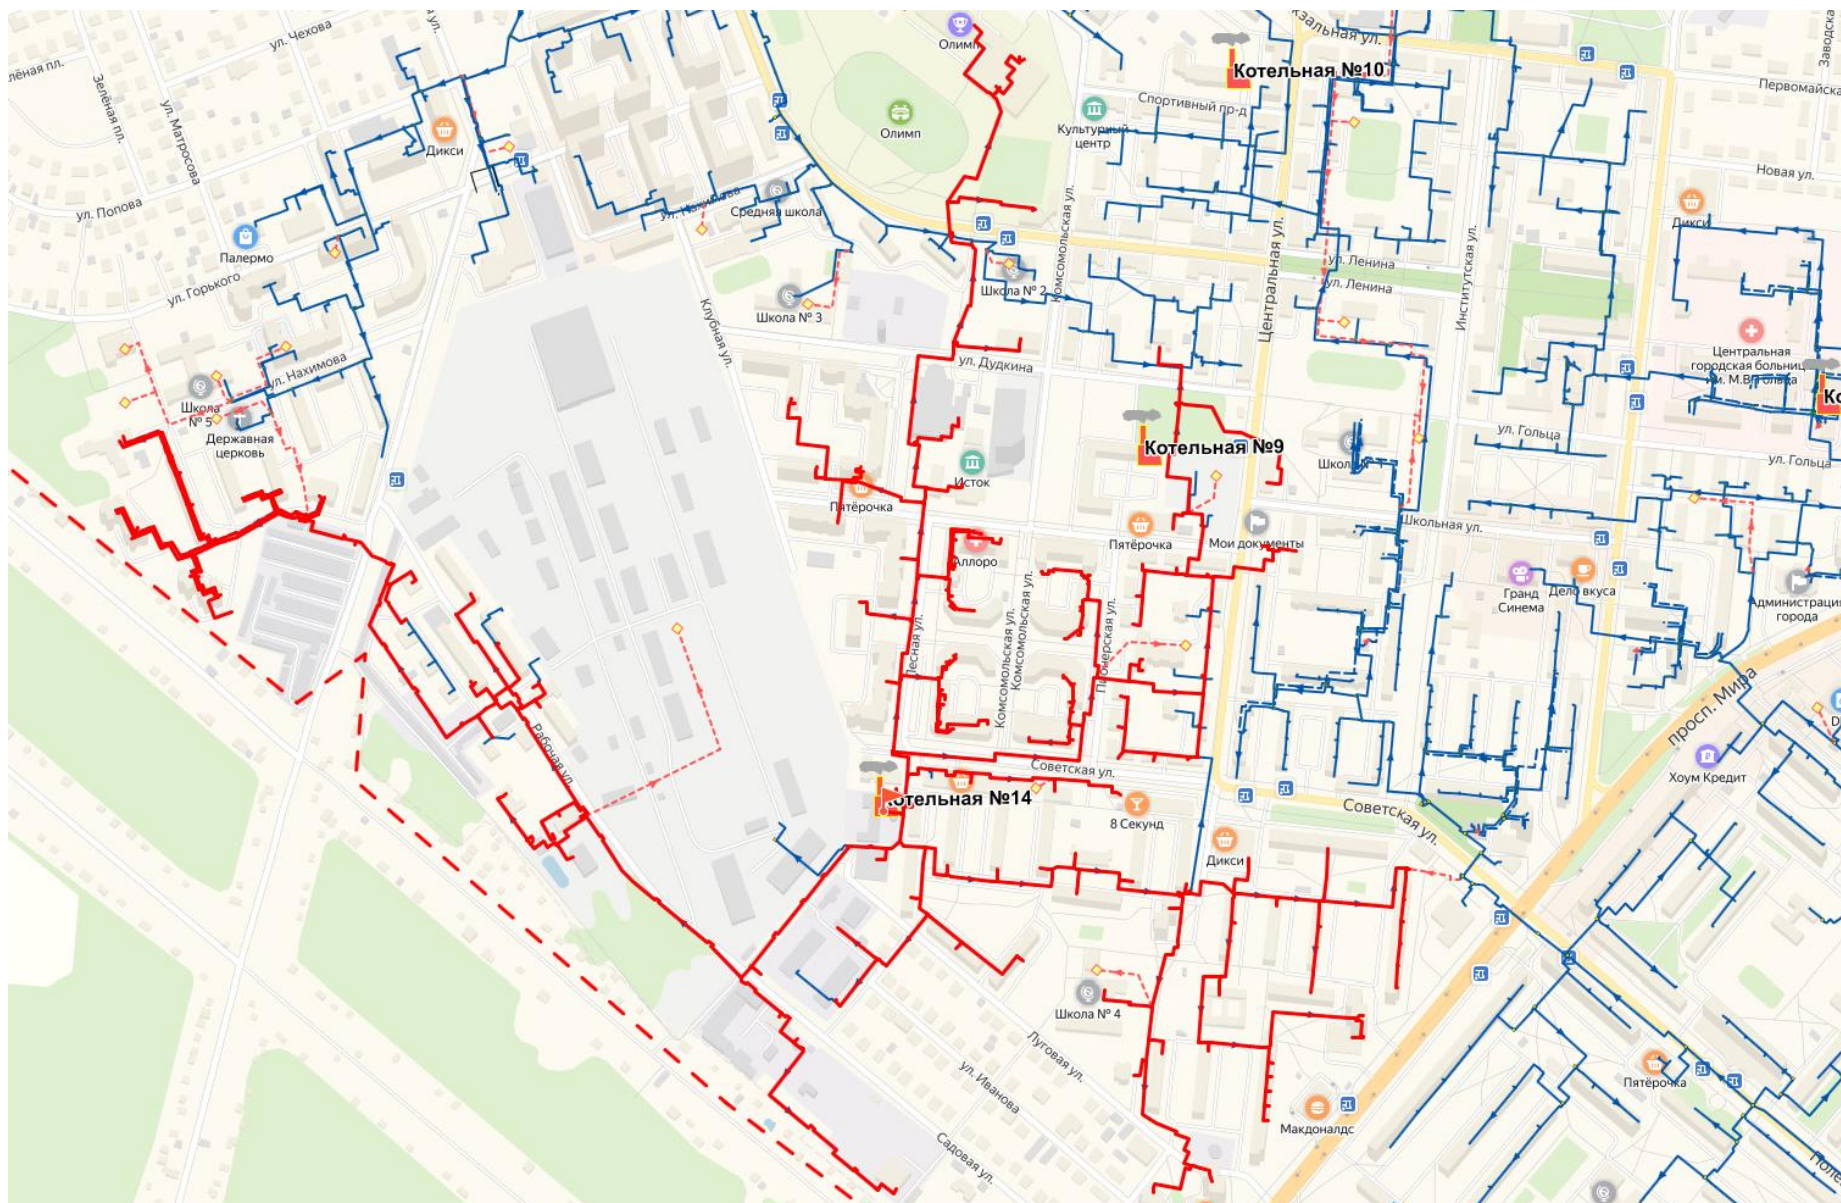 ул. Чехова
Зелёная пл.
ул. Матросова
ул. Попова
Дикси
Палермо
ул. Горького
ул. Нахимова
Школа
№ 5
Державная
церковь
Средняя школа
Школа № 3
Клубная ул.
Олимп
Школа № 2
Котельная №10
Спортивный пр-д
Культурный
центр
Комсомольская ул.
Центральная ул.
ул. Ленина
ул. Ленина
Институтская ул.
Первомайская
Новая ул.
Дикси
Центральная
городская больница
им. М.В. Гольца
ул. Гольца
ул. Гольца
ул. Дудкина
Котельная №9
Исток
Пятёрочка
Аллоро
Пятёрочка
Мои документы
Школьная ул.
Гранд
Синема
Дело вкуса
Администрация
города
Лесная ул.
Комсомольская ул.
Комсомольская ул.
Пионерская ул.
Советская ул.
Котельная №14
8 Секунд
Дикси
Советская ул.
просп. Мира
Хоум Кредит
Рабочая ул.
Школа № 4
Луговая ул.
ул. Иванова
Садовая ул.
Макдоналдс
Пятёрочка